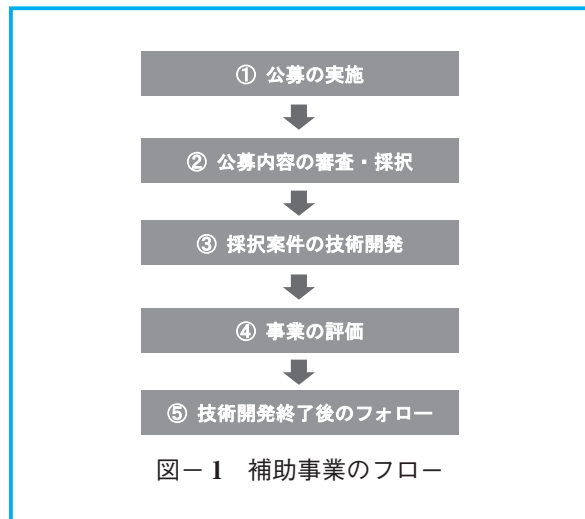 ① 公募の実施
② 公募内容の審査・採択
③ 採択案件の技術開発
④ 事業の評価
⑤ 技術開発終了後のフォロー
図－1　補助事業のフロー